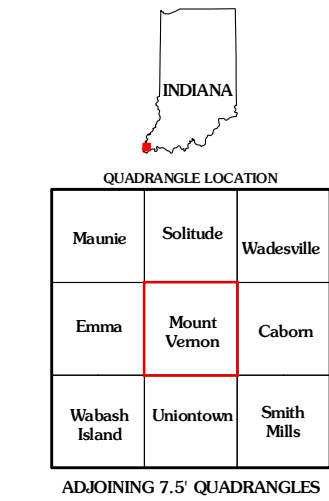 INDIANA
QUADRANGLE LOCATION
Maunie
Solitude
Wadesville
Emma
Mount
Vernon
Caborn
Wabash
Island
Uniontown
Smith
Mills
ADJOINING 7.5' QUADRANGLES